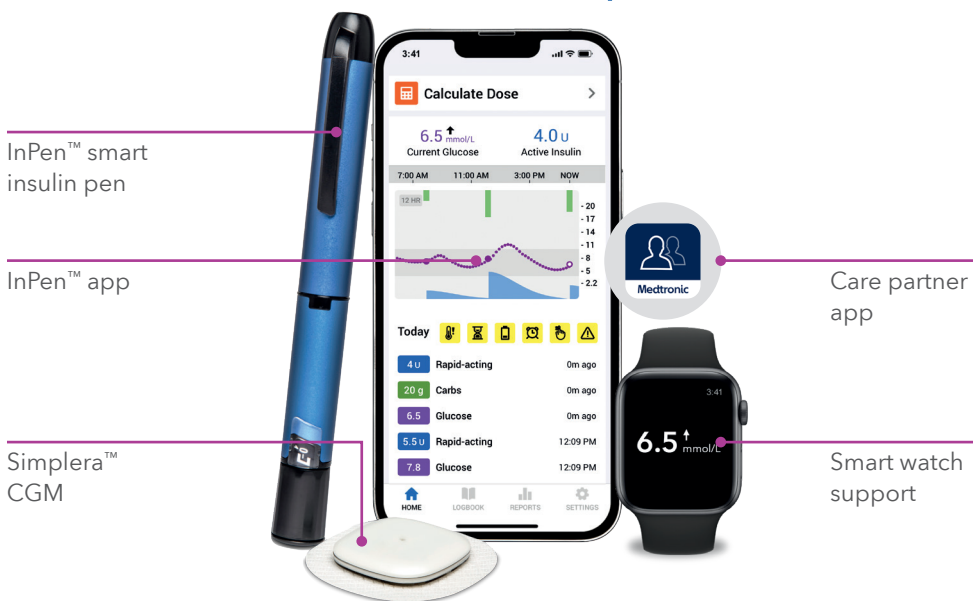 InPen™ smart
insulin pen
InPen™ app
Simplera™
CGM
3:41
Calculate Dose
6.5 mmol/L
Current Glucose
4.0 U
Active Insulin
7:00 AM 11:00 AM 3:00 PM NOW
12 HR
20
17
14
11
8
5
2.2
Today
4 U Rapid-acting 0m ago
20 g Carbs 0m ago
6.5 Glucose 0m ago
5.5 U Rapid-acting 12:09 PM
7.8 Glucose 12:09 PM
HOME LOGBOOK REPORTS SETTINGS
Medtronic
Care partner
app
3:41
6.5 mmol/L
Smart watch
support